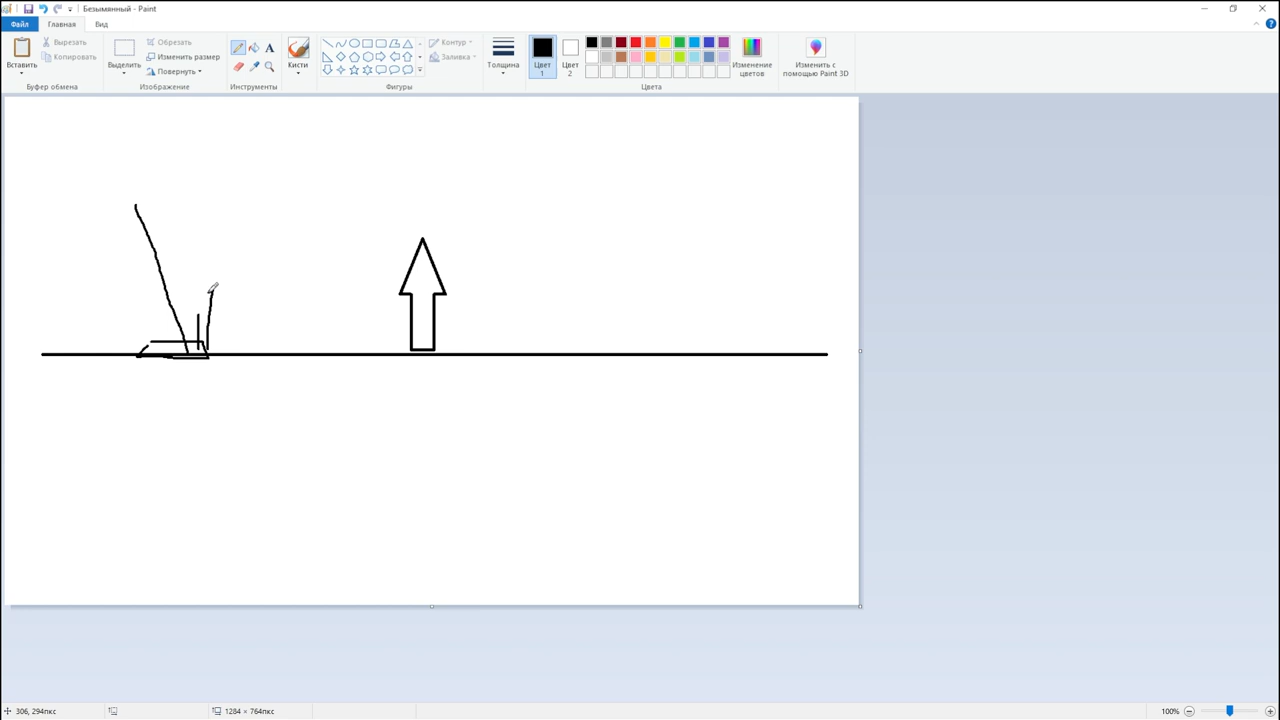 Безымянный - Paint
Файл
Главная
Вид
Вставить
Вырезать
Копировать
Буфер обмена
Выделить
Обрезать
Изменить размер
Повернуть
Изображение
A
Инструменты
Кисти
Контур
Заливка
Фигуры
Толщина
Цвет
1
Цвет
2
Изменение
цветов
Цвета
Изменить с
помощью Paint 3D
306, 294пкс
1284 × 764пкс
100%